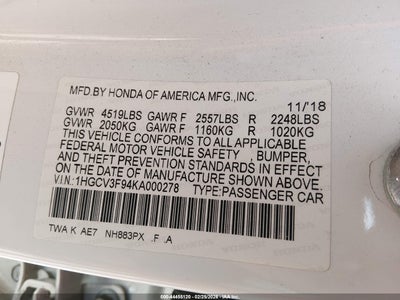 MFD.BY HONDA OF AMERICA MFG.,INC.
11/'18
GVWR 4519LBS GAWR F 2557LBS R 2248LBS
GVWR 2050KG GAWR F 1160KG R 1020KG
THIS VEHICLE CONFORMS TO ALL APPLICABLE
FEDERAL MOTOR VEHICLE SAFETY , BUMPER,
AND THEFT PREVENTION STANDARDS IN EFFECT
ON THE DATE OF MANUFACTURE SHOWN ABOVE.
V.I.N: 1HGCV3F94KA000278 TYPE:PASSENGER CAR
TWA K AE7 NH883PX .F .A